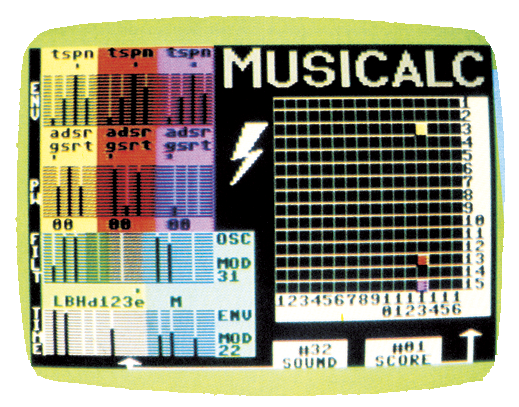 tspn tspn tspn
MUSICALC
ENV
adsr adsr adsr
gsrt gsrt gsrt
PW
00 00 00
FILT
OSC
MOD
31
LBHd123e M
TIME
ENV
MOD
22
1
2
3
4
5
6
7
8
9
10
11
12
13
14
15
12345678911111111
0123456
#32
SOUND
#01
SCORE